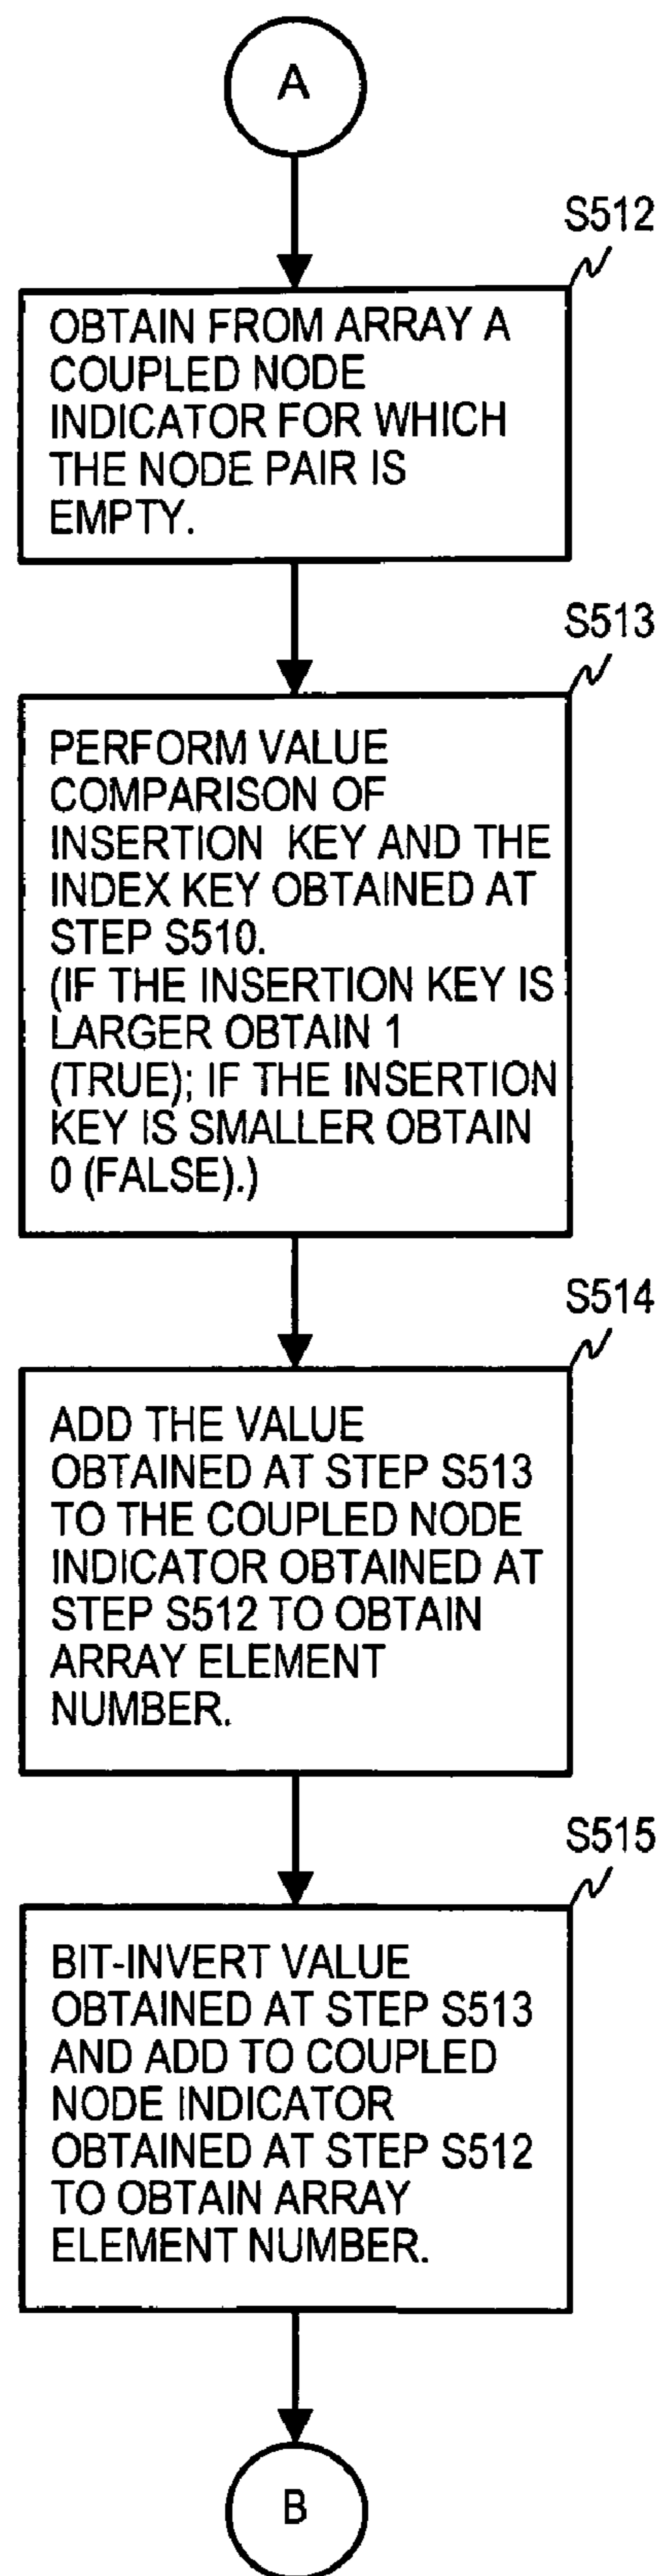 A
S512
OBTAIN FROM ARRAY A
COUPLED NODE
INDICATOR FOR WHICH
THE NODE PAIR IS
EMPTY.
S513
PERFORM VALUE
COMPARISON OF
INSERTION KEY AND THE
INDEX KEY OBTAINED AT
STEP S510.
(IF THE INSERTION KEY IS
LARGER OBTAIN 1
(TRUE); IF THE INSERTION
KEY IS SMALLER OBTAIN
0 (FALSE).)
S514
ADD THE VALUE
OBTAINED AT STEP S513
TO THE COUPLED NODE
INDICATOR OBTAINED AT
STEP S512 TO OBTAIN
ARRAY ELEMENT
NUMBER.
S515
BIT-INVERT VALUE
OBTAINED AT STEP S513
AND ADD TO COUPLED
NODE INDICATOR
OBTAINED AT STEP S512
TO OBTAIN ARRAY
ELEMENT NUMBER.
B